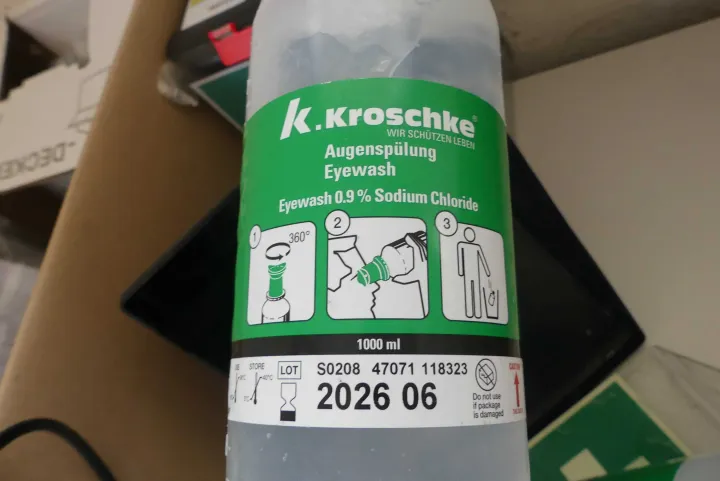 K.Kroschke®
WIR SCHÜTZEN LEBEN
Augenspülung
Eyewash
Eyewash 0.9 % Sodium Chloride
1
360°
2
3
1000 ml
STORE
LOT
S0208 47071 118323
2026 06
Do not use
if package
is damaged
-DECKE